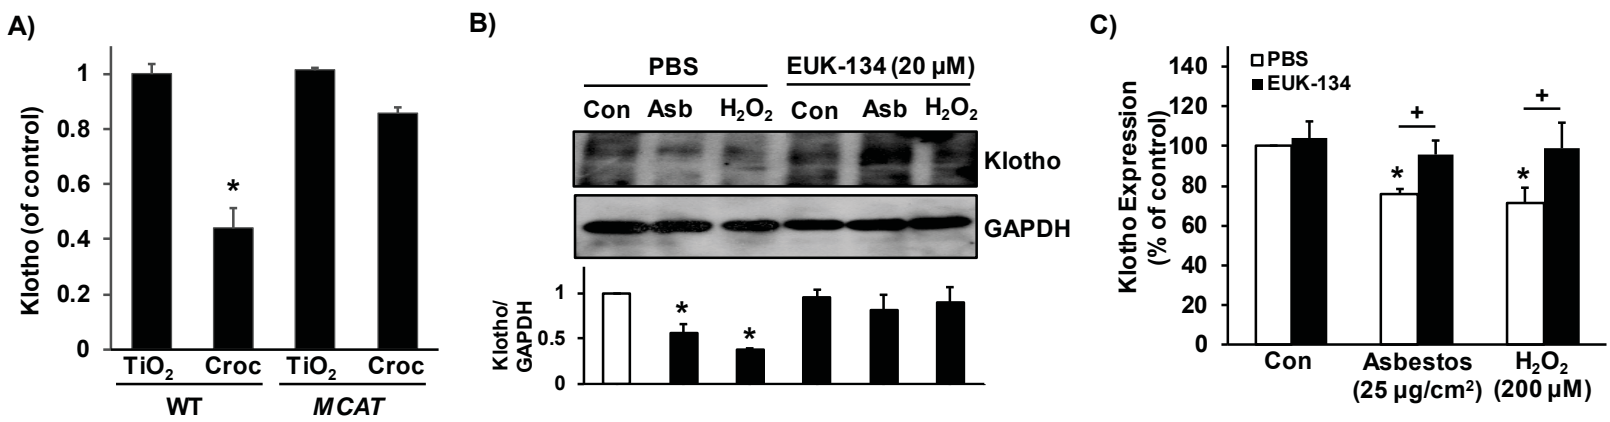 A)
Klotho (of control)
1
0.8
0.6
0.4
0.2
0
*
TiO₂ Croc TiO₂ Croc
WT MCAT
B)
PBS EUK-134 (20 µM)
Con Asb H₂O₂ Con Asb H₂O₂
Klotho
GAPDH
Klotho/
GAPDH
1
0.5
0
* *
C)
Klotho Expression
(% of control)
140
120
100
80
60
40
20
0
PBS
EUK-134
+ +
* *
Con Asbestos H₂O₂
(25 µg/cm²) (200 µM)